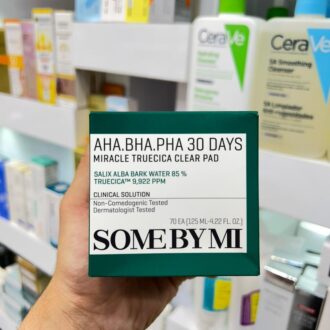 CeraVe
CeraVe
SA Smoothing
Cleanser
AHA.BHA.PHA 30 DAYS
MIRACLE TRUECICA CLEAR PAD
SALIX ALBA BARK WATER 85 %
TRUECICA™ 9,922 PPM
CLINICAL SOLUTION
Non-Comedogenic Tested
Dermatologist Tested
70 EA (125 ML-4.22 FL. OZ.)
SOME BY MI